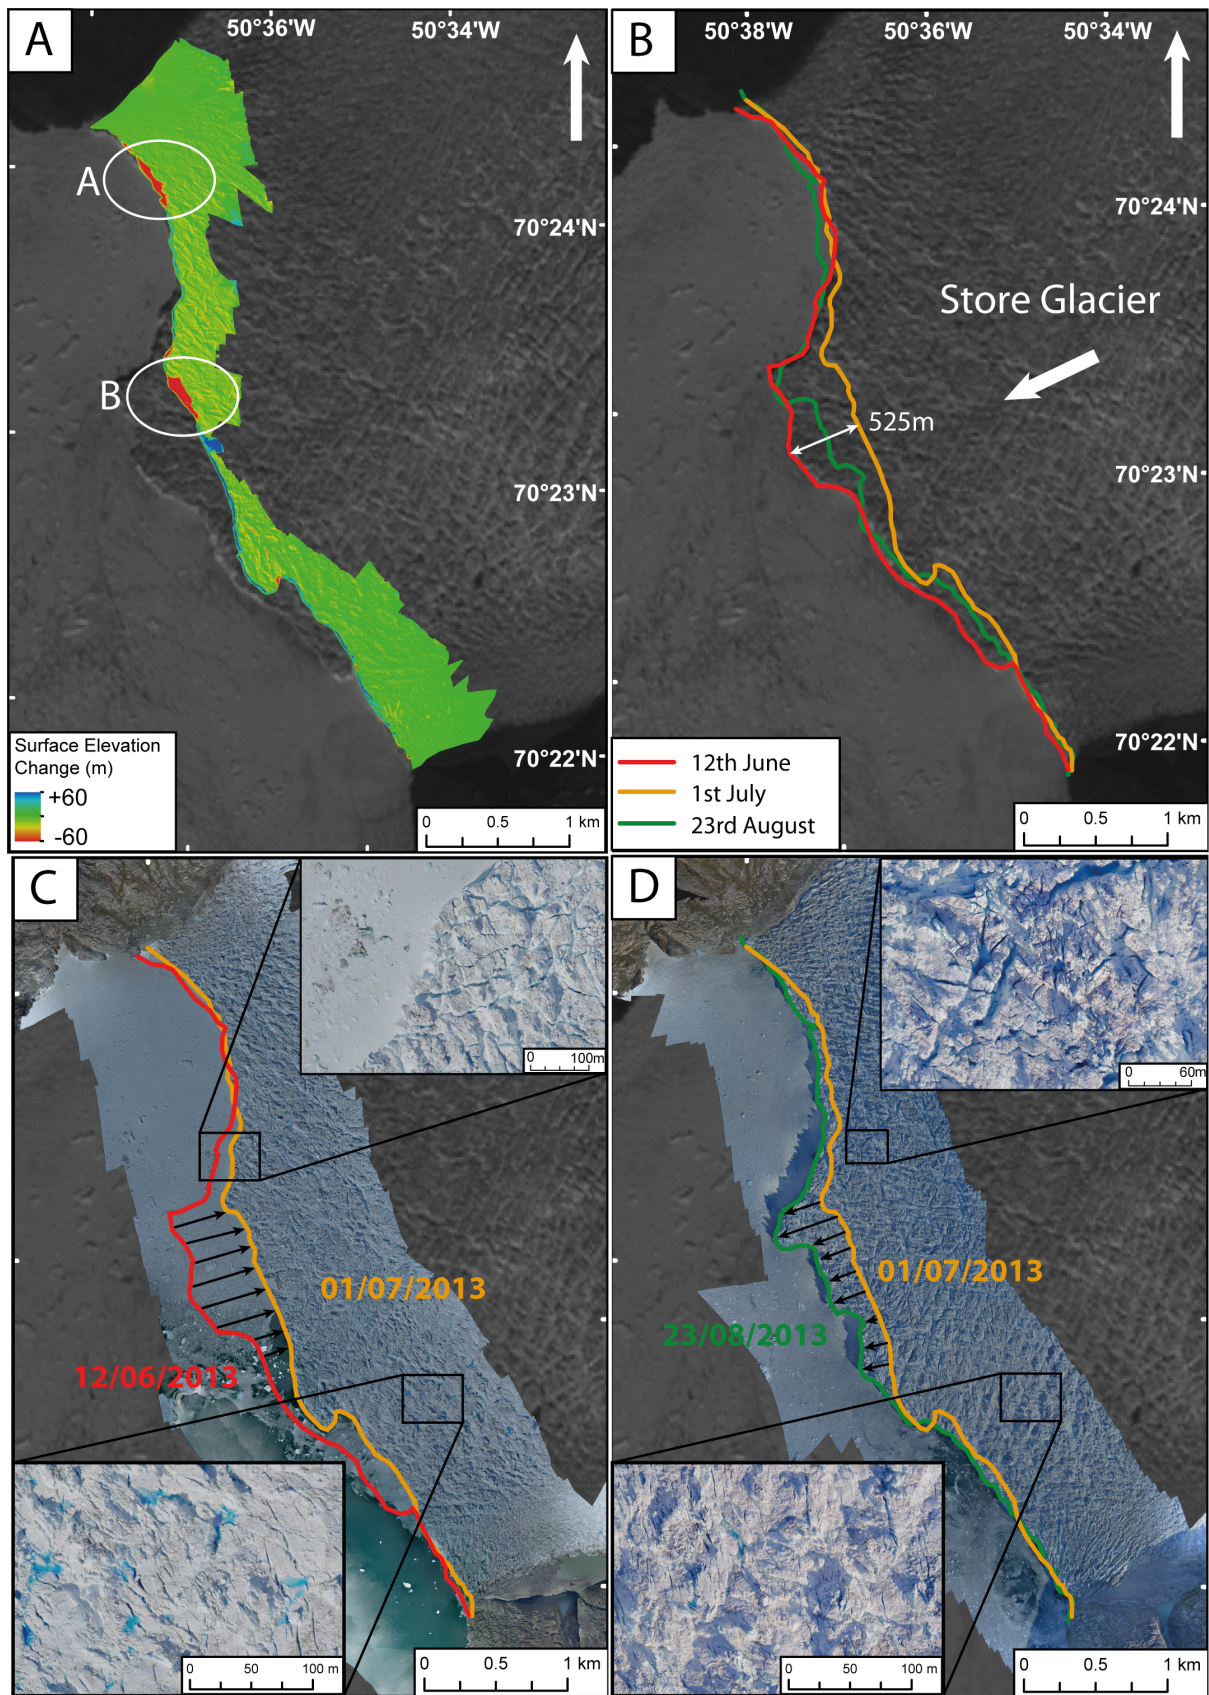 A
50°36'W
50°34'W
A
70°24'N
B
70°23'N
70°22'N
Surface Elevation
Change (m)
+60
-60
0 0.5 1 km
B
50°38'W
50°36'W
50°34'W
70°24'N
Store Glacier
525m
70°23'N
70°22'N
12th June
1st July
23rd August
0 0.5 1 km
C
0 100m
01/07/2013
12/06/2013
0 50 100 m
0 0.5 1 km
D
0 60m
01/07/2013
23/08/2013
0 50 100 m
0 0.5 1 km